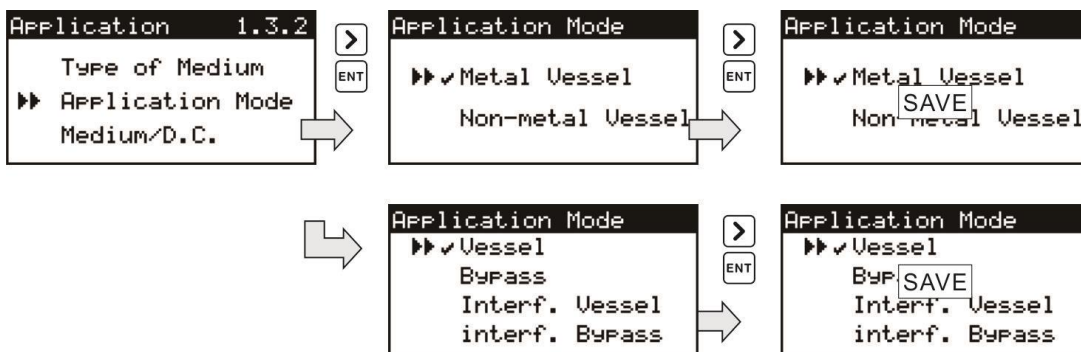 Application 1.3.2
Type of Medium
Application Mode
Medium/D.C.
>
ENT
Application Mode
Metal Vessel
Non-metal Vessel
>
ENT
Application Mode
Metal Vessel
SAVE
Non-metal Vessel
Application Mode
Vessel
Bypass
Interf. Vessel
interf. Bypass
>
ENT
Application Mode
Vessel
Byp
SAVE
Interf. Vessel
interf. Bypass